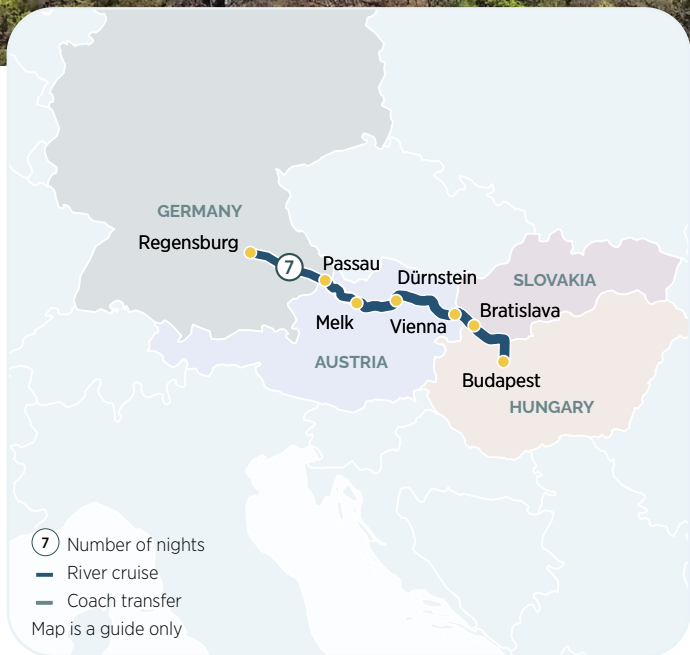 GERMANY
Regensburg
7
Passau
Dürnstein
SLOVAKIA
Melk
Vienna
Bratislava
AUSTRIA
Budapest
HUNGARY
7 Number of nights
River cruise
Coach transfer
Map is a guide only